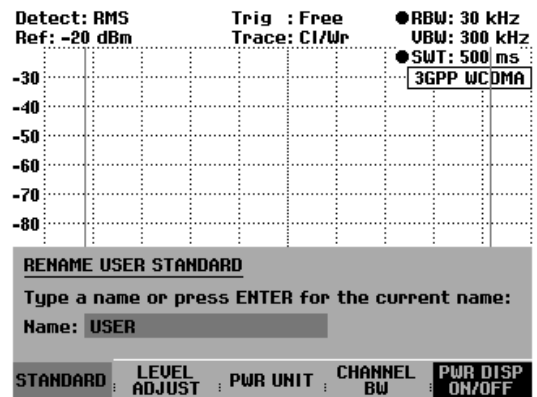 Detect: RMS Trig : Free ●RBW: 30 kHz
Ref: -20 dBm Trace: Cl/Wr VBW: 300 kHz
●SWT: 500 ms
3GPP WCDMA
-30
-40
-50
-60
-70
-80
RENAME USER STANDARD
Type a name or press ENTER for the current name:
Name: USER
STANDARD LEVEL ADJUST PWR UNIT CHANNEL BW PWR DISP ON/OFF